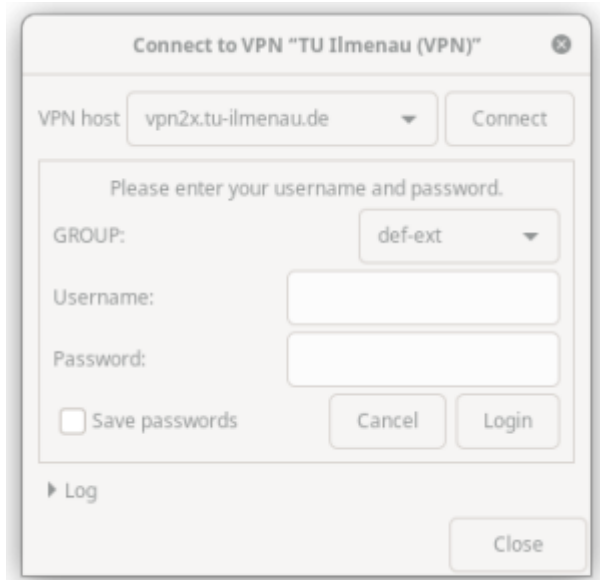 Connect to VPN “TU Ilmenau (VPN)”
VPN host vpn2x.tu-ilmenau.de Connect
Please enter your username and password.
GROUP: def-ext
Username:
Password:
Save passwords Cancel Login
Log
Close